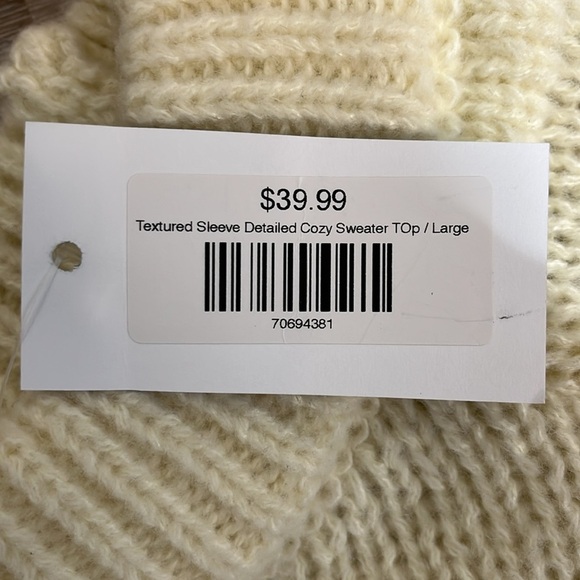 $39.99
Textured Sleeve Detailed Cozy Sweater TOp / Large
70694381